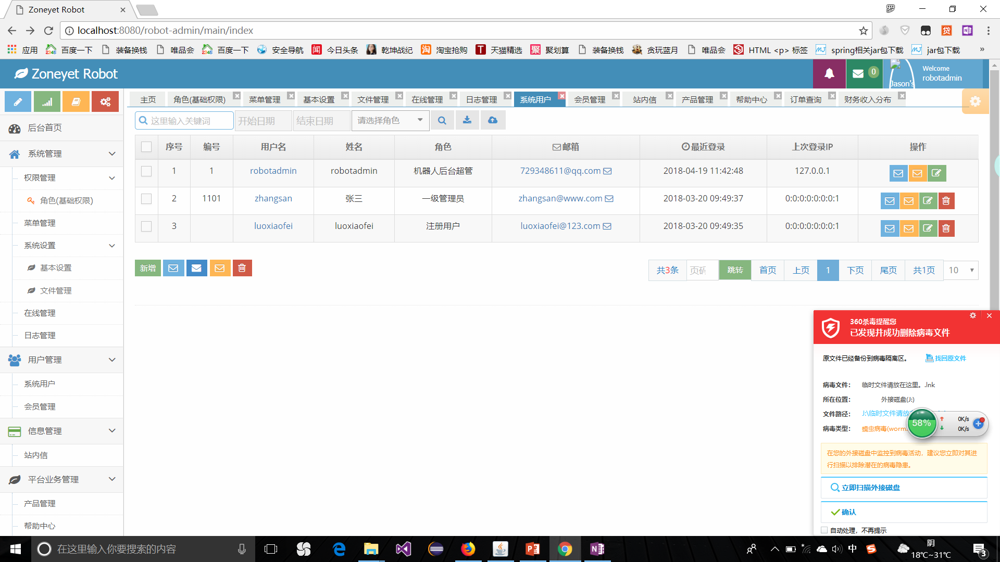 Zoneyet Robot
localhost:8080/robot-admin/main/index
应用 百度一下 装备换钱 唯品会 百度一下 安全导航 今日头条 乾坤战纪 淘宝抢购 天猫精选 聚划算 装备换钱 贪玩蓝月 唯品会 HTML <p> 标签 spring相关jar包下载 jar包下载 »
Zoneyet Robot
0
Jason's
Welcome
robotadmin
主页 角色(基础权限) 菜单管理 基本设置 文件管理 在线管理 日志管理 系统用户 会员管理 站内信 产品管理 帮助中心 订单查询 财务收入分布
这里输入关键词 开始日期 结束日期 请选择角色
后台首页
系统管理
权限管理
角色(基础权限)
菜单管理
系统设置
基本设置
文件管理
在线管理
日志管理
用户管理
系统用户
会员管理
信息管理
站内信
平台业务管理
产品管理
帮助中心
序号 编号 用户名 姓名 角色 邮箱 最近登录 上次登录IP 操作
1 1 robotadmin robotadmin 机器人后台超管 729348611@qq.com 2018-04-19 11:42:48 127.0.0.1
2 1101 zhangsan 张三 一级管理员 zhangsan@www.com 2018-03-20 09:49:37 0:0:0:0:0:0:0:1
3 luoxiaofei luoxiaofei 注册用户 luoxiaofei@123.com 2018-03-20 09:49:35 0:0:0:0:0:0:0:1
新增
共3条 页码 跳转 首页 上页 1 下页 尾页 共1页 10
360杀毒提醒您
已发现并成功删除病毒文件
原文件已经备份到病毒隔离区。 找回原文件
病毒文件： 临时文件请放在这里。.lnk
所在位置： 外接磁盘(J:)
文件路径： J:\临时文件请放
病毒类型： 蠕虫病毒(worm
58%
0K/s
0K/s
在您的外接磁盘中监控到病毒活动，建议您立即对其进
行扫描以排除潜在的病毒隐患。
立即扫描外接磁盘
确认
自动处理，不再提示
在这里输入你要搜索的内容
中
阴
18℃~31℃
3